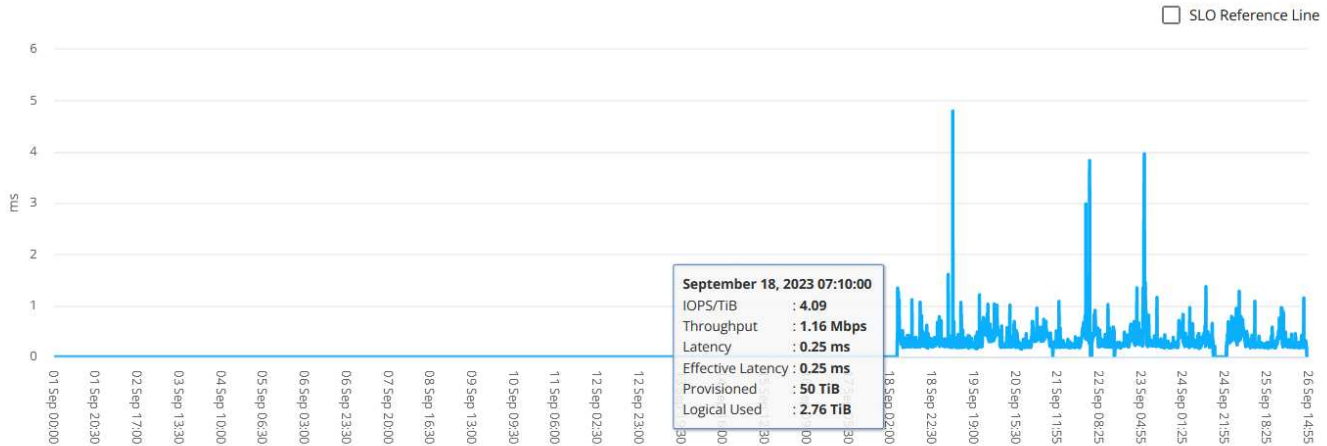 SLO Reference Line
6
5
4
3
2
1
0
ms
September 18, 2023 07:10:00
IOPS/TiB : 4.09
Throughput : 1.16 Mbps
Latency : 0.25 ms
Effective Latency : 0.25 ms
Provisioned : 50 TiB
Logical Used : 2.76 TiB
01 Sep 00:00
01 Sep 20:30
02 Sep 17:00
03 Sep 13:30
04 Sep 10:00
05 Sep 06:30
06 Sep 03:00
06 Sep 23:30
07 Sep 20:00
08 Sep 16:30
09 Sep 13:00
10 Sep 09:30
11 Sep 06:00
12 Sep 02:30
12 Sep 23:00
18 Sep 02:00
18 Sep 22:30
19 Sep 19:00
20 Sep 15:30
21 Sep 11:55
22 Sep 08:25
23 Sep 04:55
24 Sep 01:25
24 Sep 21:55
25 Sep 18:25
26 Sep 14:55